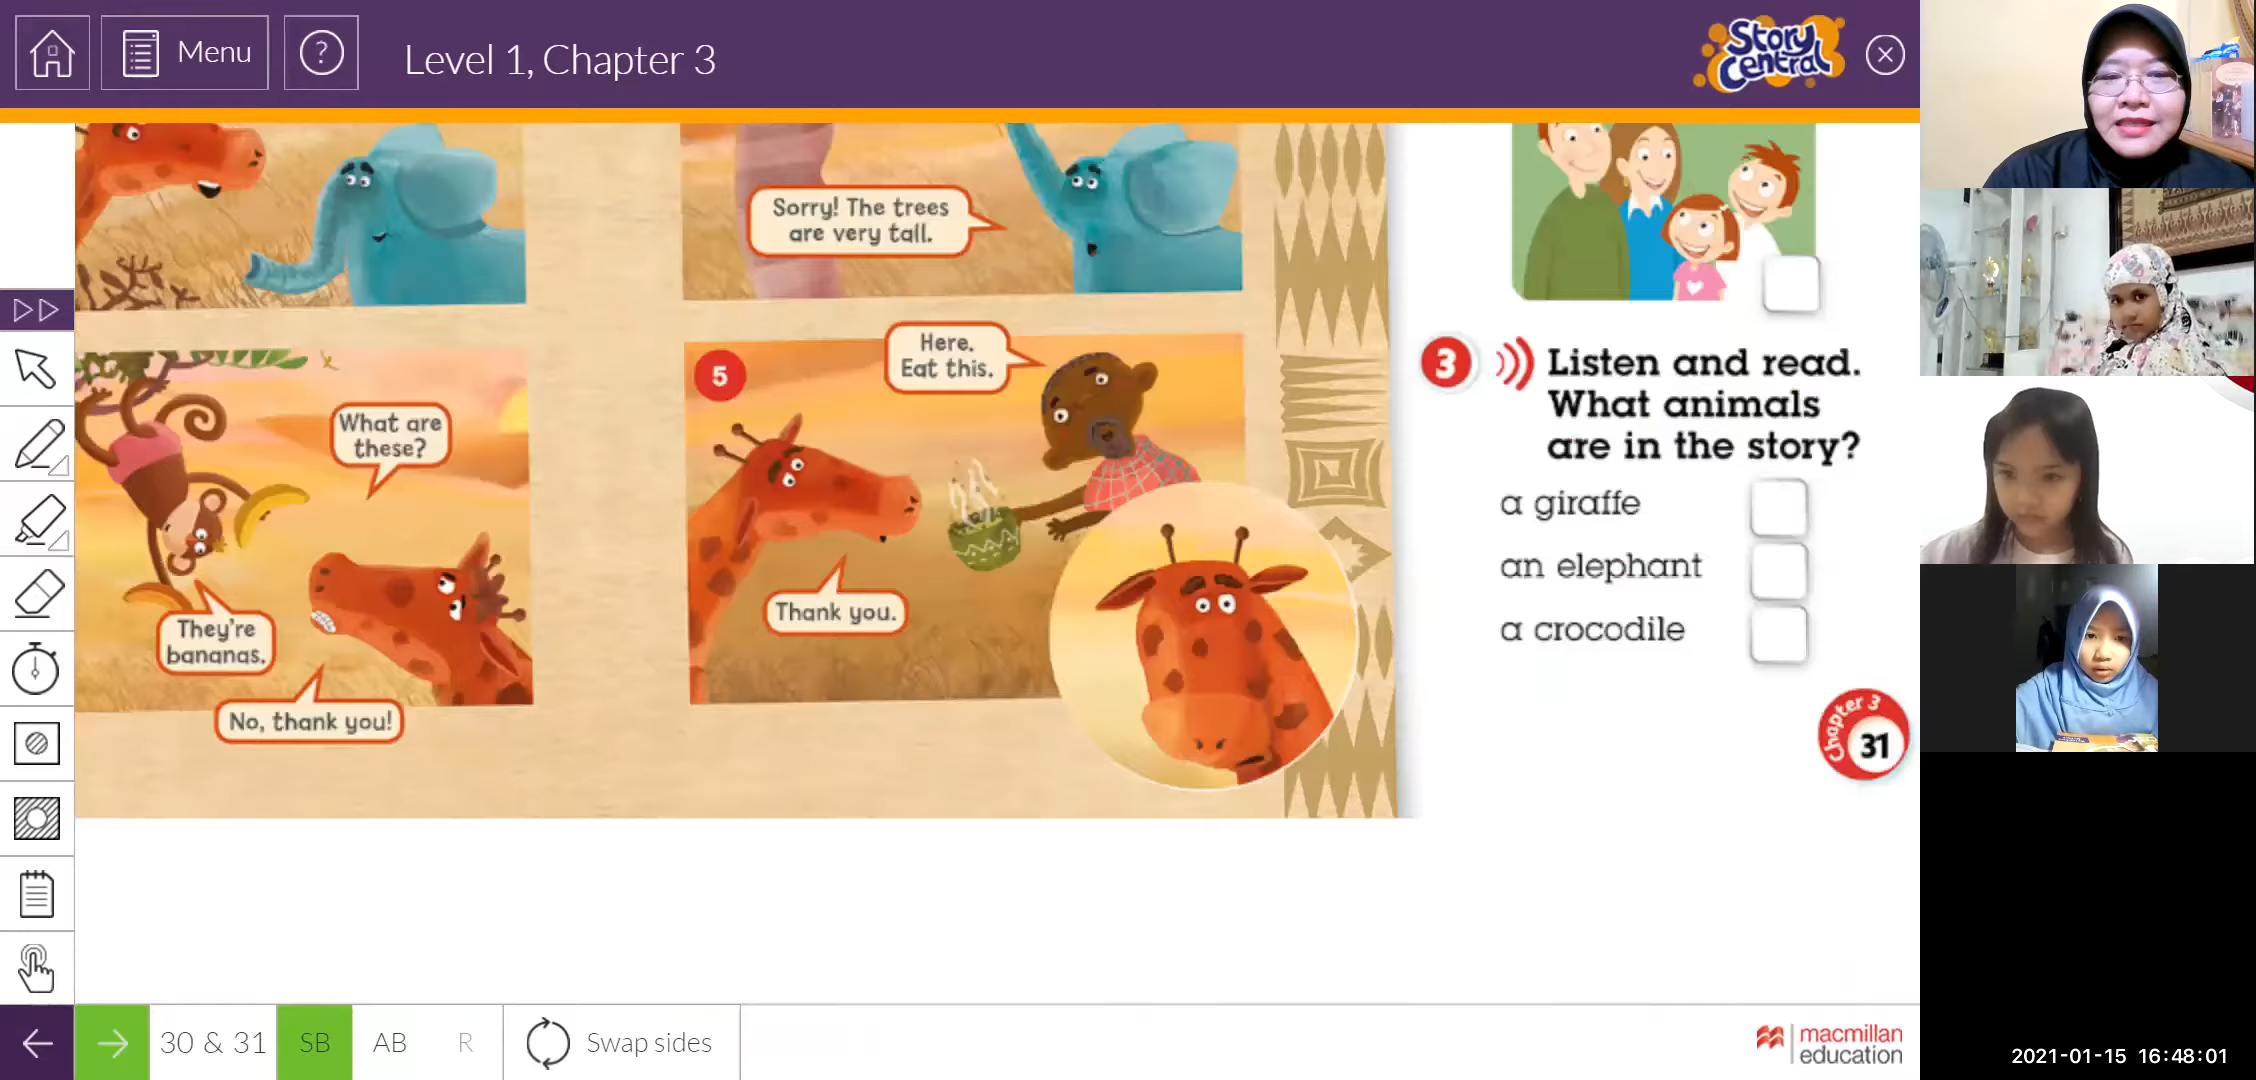 Menu
?
Level 1, Chapter 3
Story
Central
Sorry! The trees
are very tall.
What are
these?
They're
bananas.
No, thank you!
5
Here.
Eat this.
Thank you.
3 Listen and read.
What animals
are in the story?
a giraffe
an elephant
a crocodile
Chapter 3
31
30 & 31
SB
AB
R
Swap sides
macmillan
education
2021-01-15 16:48:01